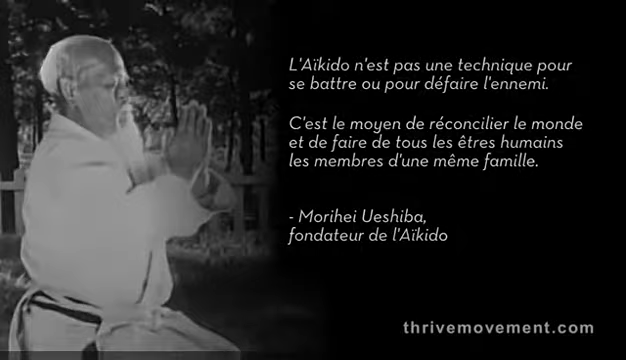 L'Aïkido n'est pas une technique pour
se battre ou pour défaire l'ennemi.
C'est le moyen de réconcilier le monde
et de faire de tous les êtres humains
les membres d'une même famille.
- Morihei Ueshiba,
fondateur de l'Aïkido
thrivemovement.com